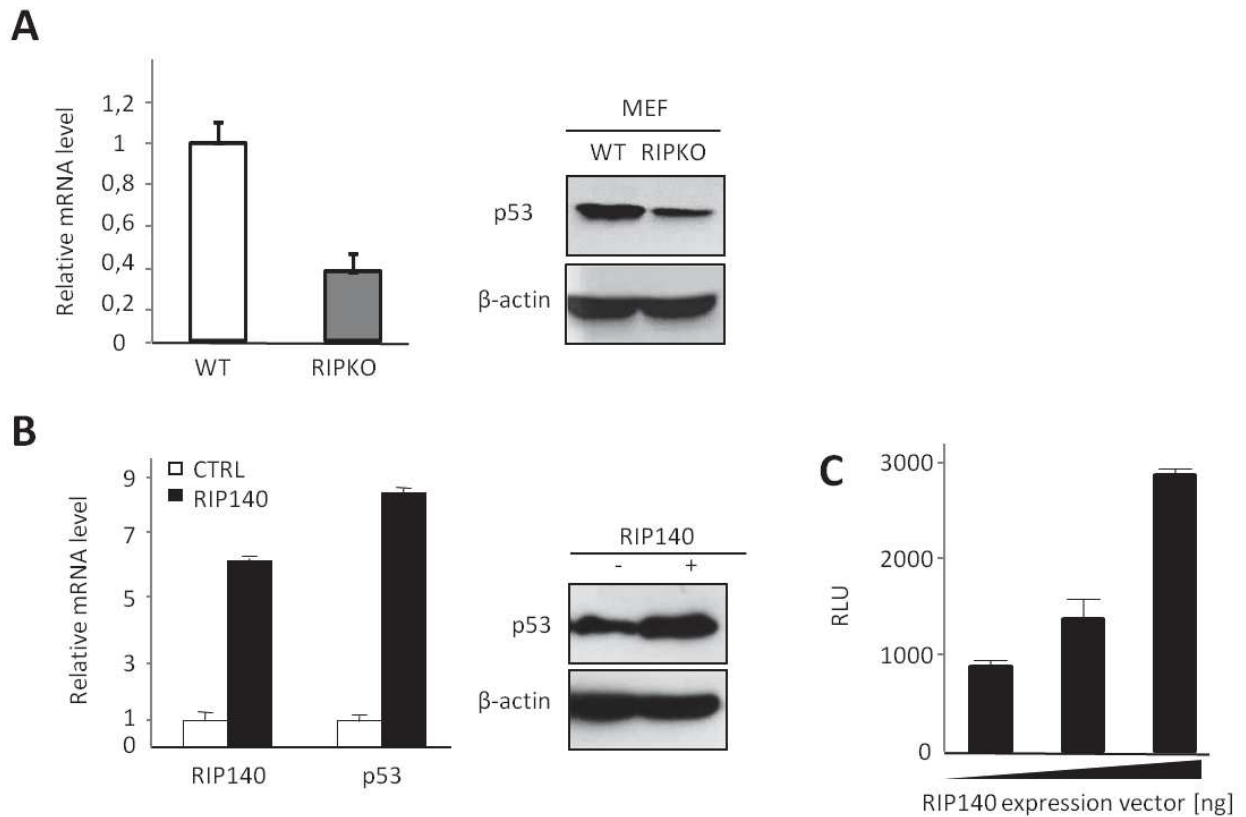 A
Relative mRNA level
1,2
1
0,8
0,6
0,4
0,2
0
WT
RIPKO
MEF
WT RIPKO
p53
β-actin
B
CTRL
RIP140
Relative mRNA level
9
7
5
3
1
0
RIP140
p53
RIP140
- +
p53
β-actin
C
RLU
3000
2000
1000
0
RIP140 expression vector [ng]